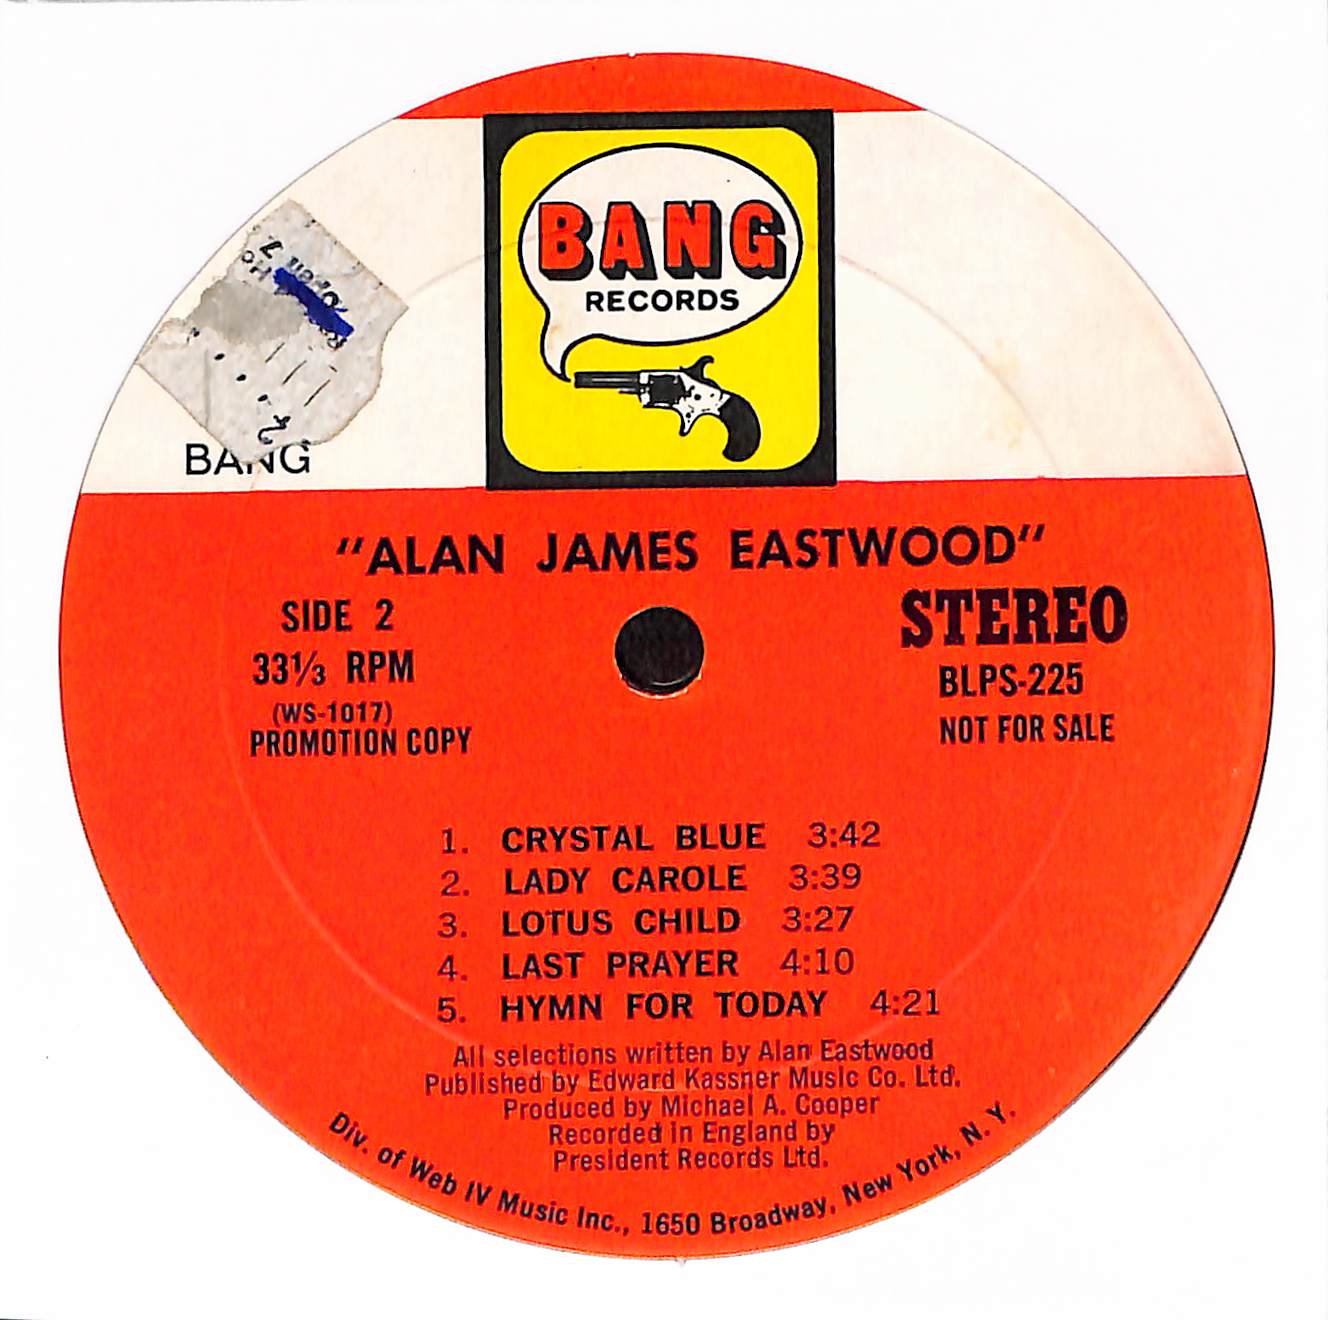 BANG
RECORDS
BANG
"ALAN JAMES EASTWOOD"
SIDE 2
33⅓ RPM
(WS-1017)
PROMOTION COPY
STEREO
BLPS-225
NOT FOR SALE
1. CRYSTAL BLUE 3:42
2. LADY CAROLE 3:39
3. LOTUS CHILD 3:27
4. LAST PRAYER 4:10
5. HYMN FOR TODAY 4:21
All selections written by Alan Eastwood
Published by Edward Kassner Music Co. Ltd.
Produced by Michael A. Cooper
Recorded in England by
President Records Ltd.
Div. of Web IV Music Inc., 1650 Broadway, New York, N. Y.